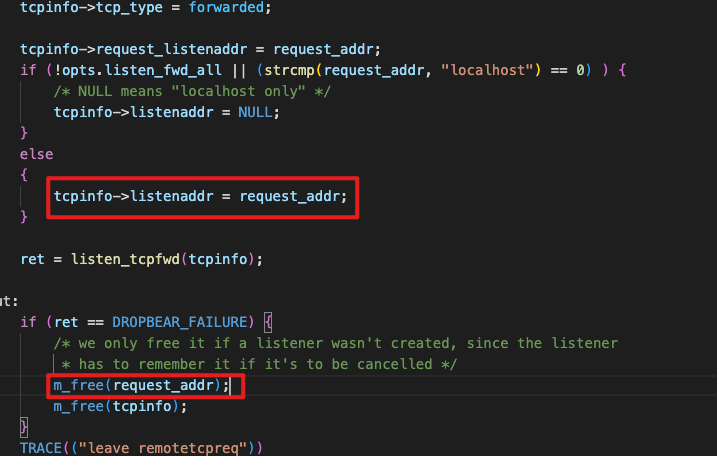 tcpinfo->tcp_type = forwarded;
tcpinfo->request_listenaddr = request_addr;
if (!opts.listen_fwd_all || (strcmp(request_addr, "localhost") == 0) ) {
/* NULL means "localhost only" */
tcpinfo->listenaddr = NULL;
}
else
{
tcpinfo->listenaddr = request_addr;
}
ret = listen_tcpfwd(tcpinfo);
ut:
if (ret == DROPBEAR_FAILURE) {
/* we only free it if a listener wasn't created, since the listener
* has to remember it if it's to be cancelled */
m_free(request_addr);
m_free(tcpinfo);
}
TRACE(("leave remotetcpreq"))